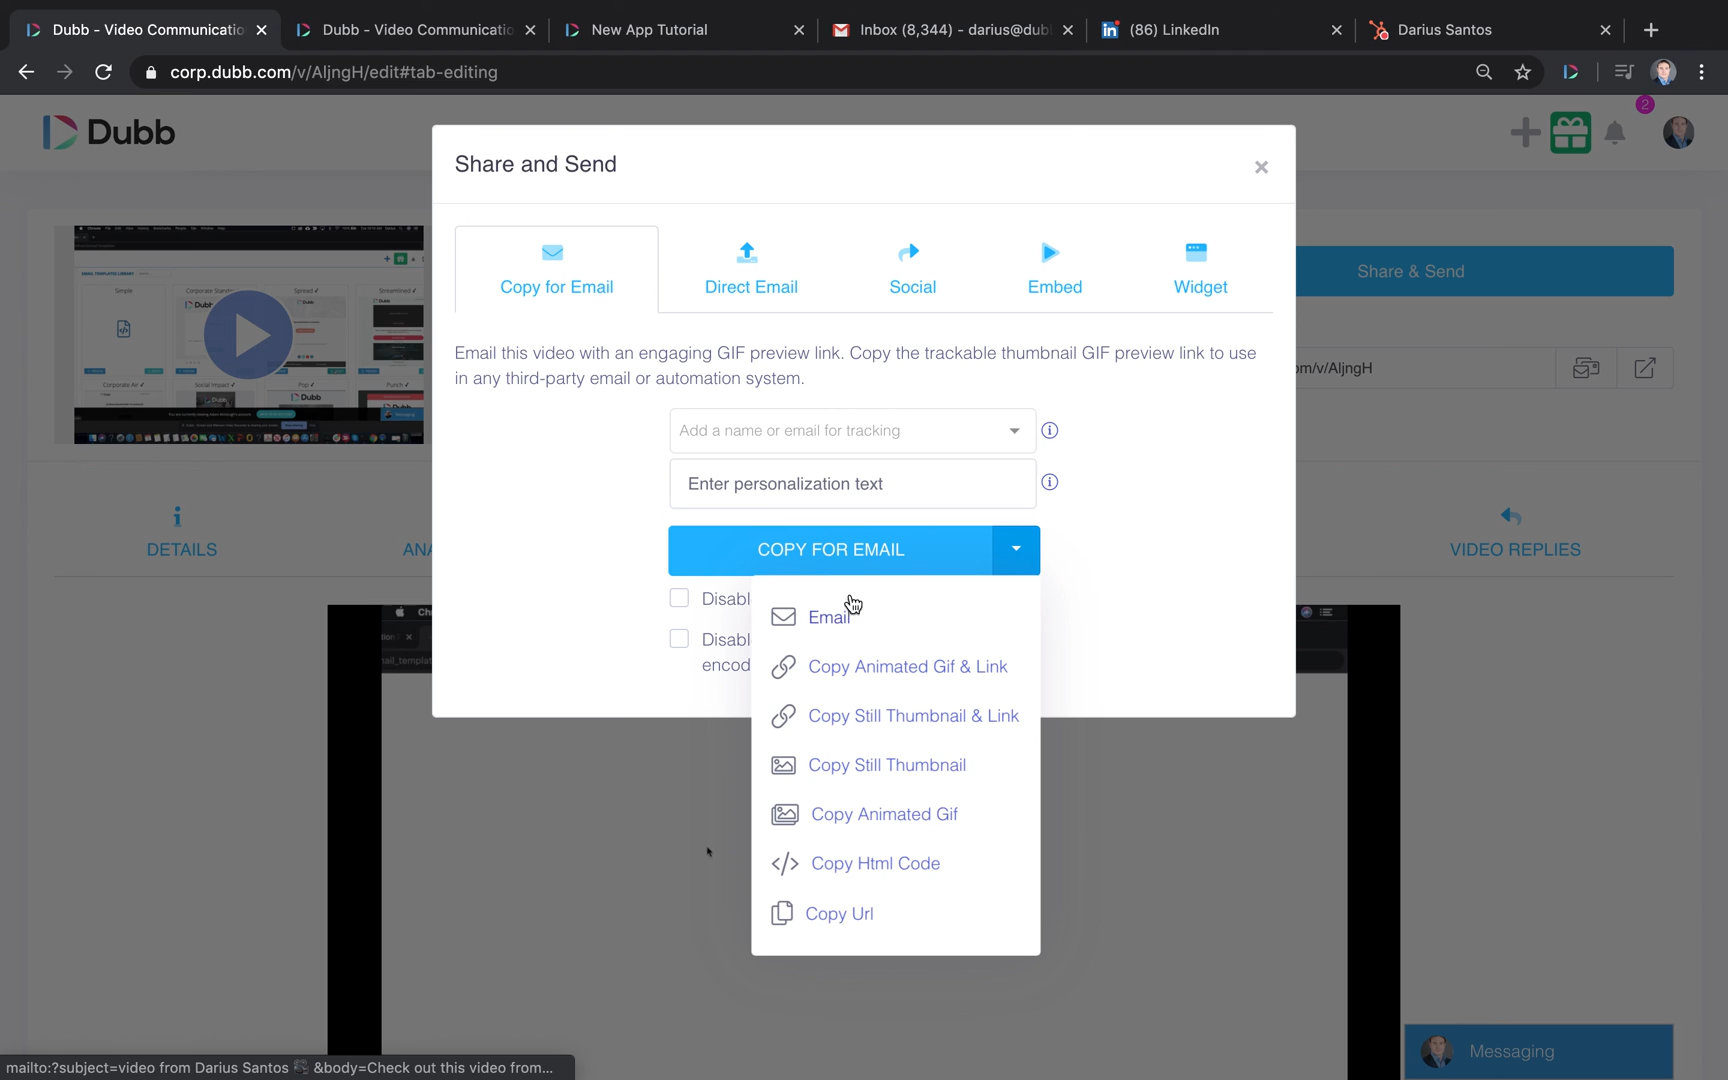 Dubb - Video Communicatio
Dubb - Video Communicatio
New App Tutorial
Inbox (8,344) - darius@dub
(86) LinkedIn
Darius Santos
corp.dubb.com/v/AljngH/edit#tab-editing
Dubb
2
Share and Send
×
Copy for Email
Direct Email
Social
Embed
Widget
Share & Send
Email this video with an engaging GIF preview link. Copy the trackable thumbnail GIF preview link to use
in any third-party email or automation system.
om/v/AljngH
Add a name or email for tracking
Enter personalization text
COPY FOR EMAIL
DETAILS
ANA
VIDEO REPLIES
Disabl
Disabl
encod
Email
Copy Animated Gif & Link
Copy Still Thumbnail & Link
Copy Still Thumbnail
Copy Animated Gif
Copy Html Code
Copy Url
Messaging
mailto:?subject=video from Darius Santos &body=Check out this video from...